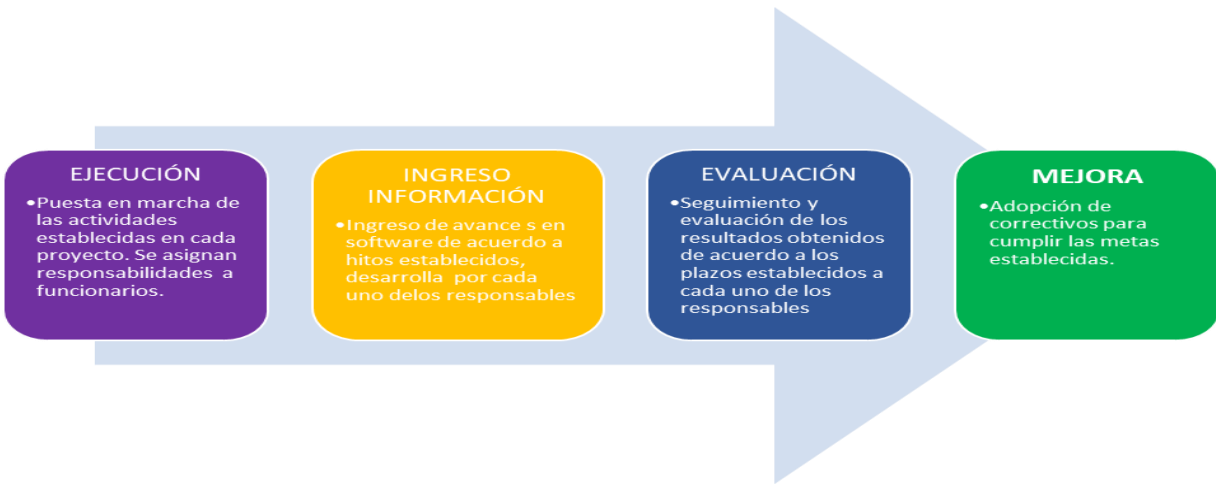 EJECUCIÓN
•Puesta en marcha de
las actividades
establecidas en cada
proyecto. Se asignan
responsabilidades a
funcionarios.
INGRESO
INFORMACIÓN
•Ingreso de avance s en
software de acuerdo a
hitos establecidos,
desarrolla por cada
uno delos responsables
EVALUACIÓN
•Seguimiento y
evaluación de los
resultados obtenidos
de acuerdo a los
plazos establecidos a
cada uno de los
responsables
MEJORA
•Adopción de
correctivos para
cumplir las metas
establecidas.